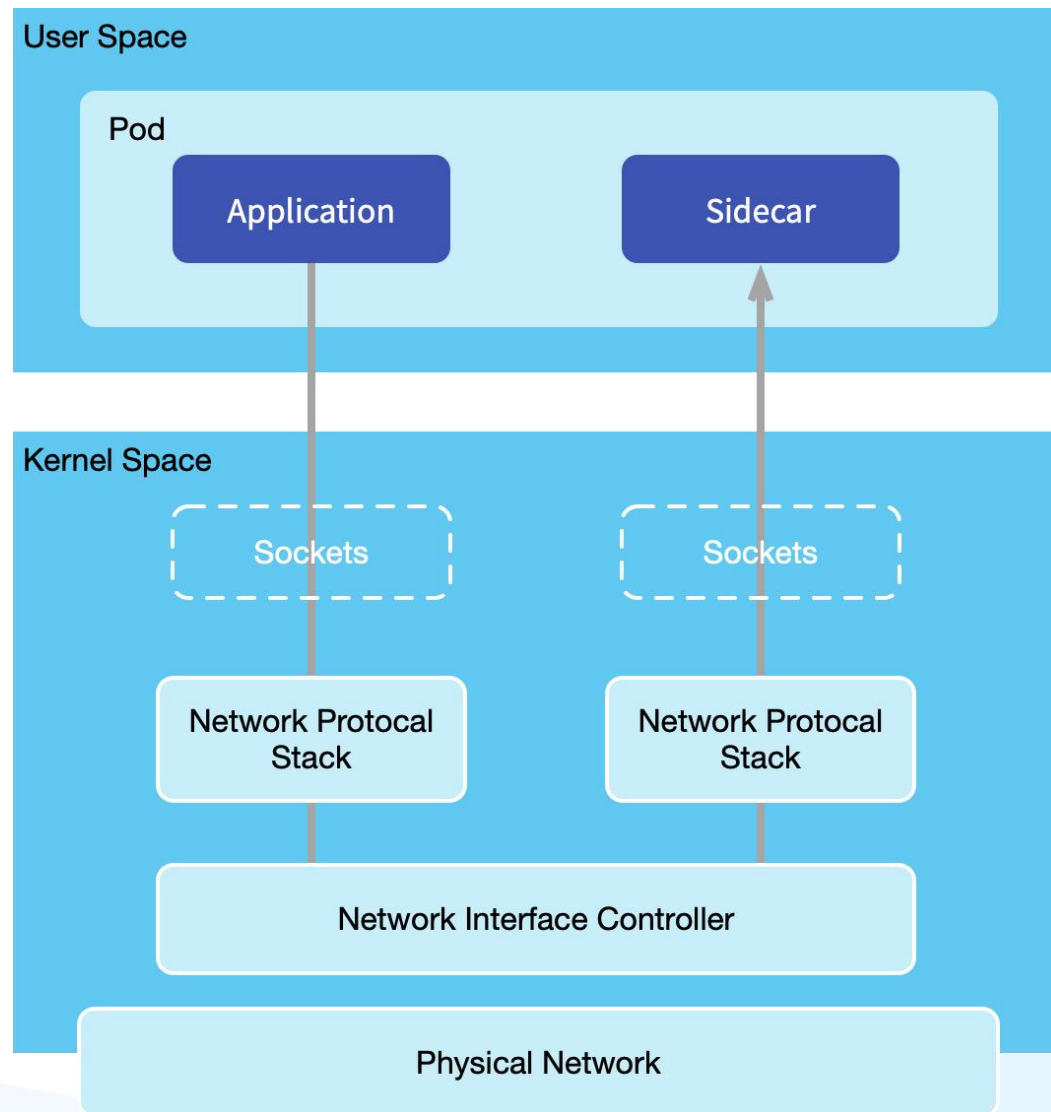 User Space
Pod
Application
Sidecar
Kernel Space
Sockets
Sockets
Network Protocal
Stack
Network Protocal
Stack
Network Interface Controller
Physical Network